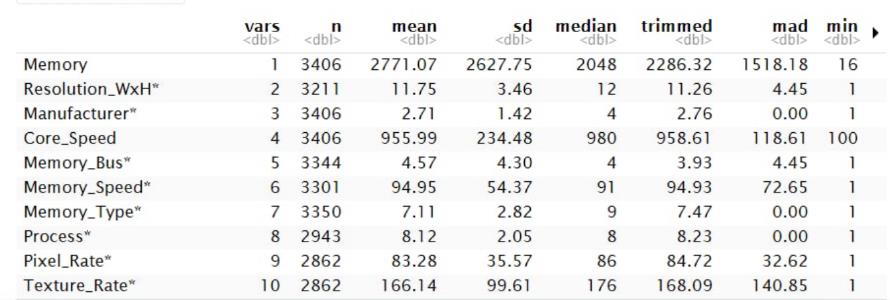 vars n mean sd median trimmed mad min
<dbl> <dbl> <dbl> <dbl> <dbl> <dbl> <dbl> <dbl>
Memory 1 3406 2771.07 2627.75 2048 2286.32 1518.18 16
Resolution_WxH* 2 3211 11.75 3.46 12 11.26 4.45 1
Manufacturer* 3 3406 2.71 1.42 4 2.76 0.00 1
Core_Speed 4 3406 955.99 234.48 980 958.61 118.61 100
Memory_Bus* 5 3344 4.57 4.30 4 3.93 4.45 1
Memory_Speed* 6 3301 94.95 54.37 91 94.93 72.65 1
Memory_Type* 7 3350 7.11 2.82 9 7.47 0.00 1
Process* 8 2943 8.12 2.05 8 8.23 0.00 1
Pixel_Rate* 9 2862 83.28 35.57 86 84.72 32.62 1
Texture_Rate* 10 2862 166.14 99.61 176 168.09 140.85 1